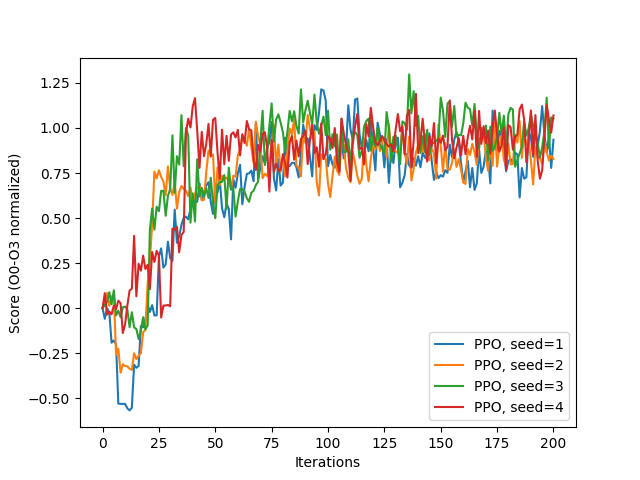 1.25
1.00
0.75
0.50
0.25
0.00
−0.25
−0.50
Score (O0-O3 normalized)
0
25
50
75
100
125
150
175
200
Iterations
PPO, seed=1
PPO, seed=2
PPO, seed=3
PPO, seed=4